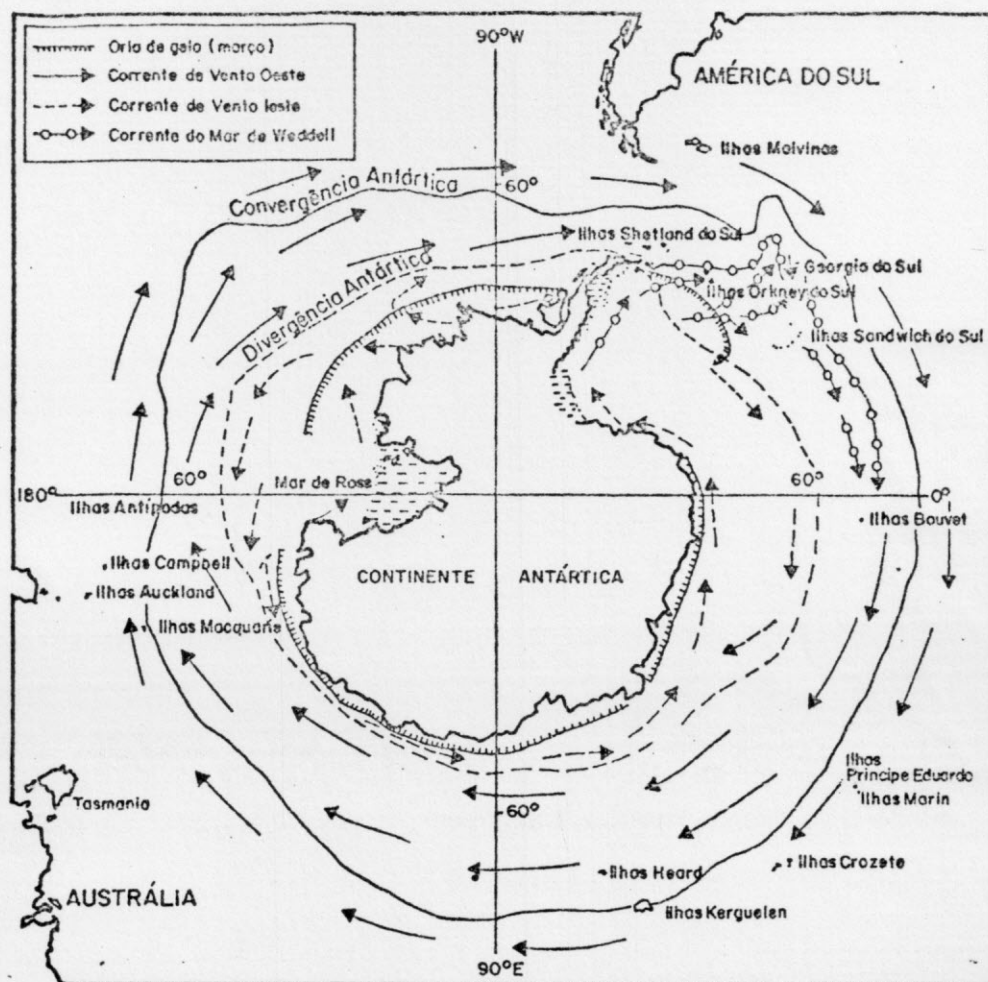 Orla de gelo (março)
Corrente de Vento Oeste
Corrente de Vento leste
Corrente do Mar de Weddell
90°W
AMÉRICA DO SUL
Ilhas Malvinas
Convergência Antártica
60°
Ilhas Shetland do Sul
Divergência Antártica
Georgia do Sul
Ilhas Orkney do Sul
Ilhas Sandwich do Sul
180°
60°
Mar de Ross
60°
0°
Ilhas Antípodas
Ilhas Bouvet
Ilhas Campbell
CONTINENTE ANTÁRTICA
Ilhas Auckland
Ilhas Macquarie
Ilhas
Principe Eduardo
Ilhas Marin
Tasmania
60°
Ilhas Crozete
Ilhas Heard
AUSTRÁLIA
Ilhas Kerguelen
90°E